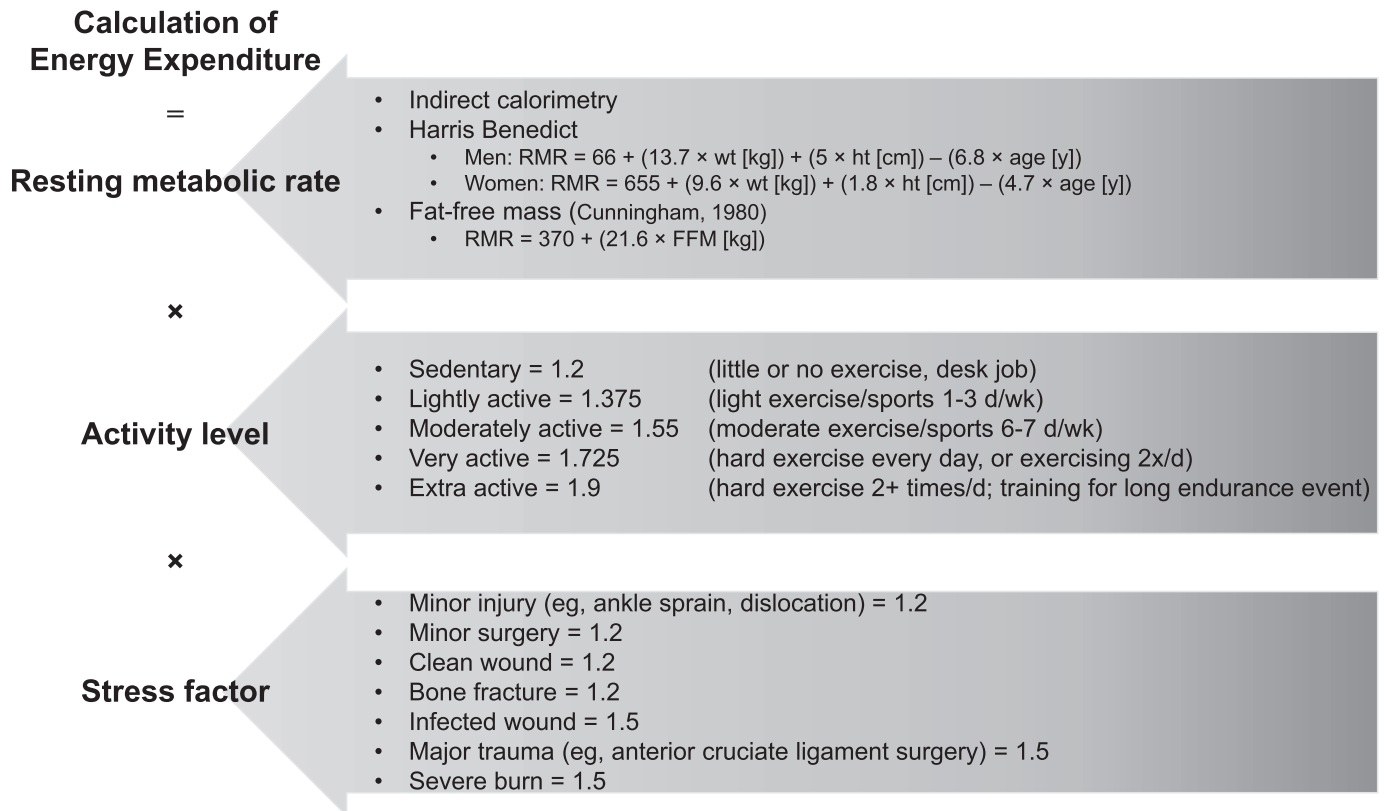 Calculation of
Energy Expenditure
=
Resting metabolic rate
• Indirect calorimetry
• Harris Benedict
• Men: RMR = 66 + (13.7 × wt [kg]) + (5 × ht [cm]) – (6.8 × age [y])
• Women: RMR = 655 + (9.6 × wt [kg]) + (1.8 × ht [cm]) – (4.7 × age [y])
• Fat-free mass (Cunningham, 1980)
• RMR = 370 + (21.6 × FFM [kg])
×
Activity level
• Sedentary = 1.2 (little or no exercise, desk job)
• Lightly active = 1.375 (light exercise/sports 1-3 d/wk)
• Moderately active = 1.55 (moderate exercise/sports 6-7 d/wk)
• Very active = 1.725 (hard exercise every day, or exercising 2x/d)
• Extra active = 1.9 (hard exercise 2+ times/d; training for long endurance event)
×
Stress factor
• Minor injury (eg, ankle sprain, dislocation) = 1.2
• Minor surgery = 1.2
• Clean wound = 1.2
• Bone fracture = 1.2
• Infected wound = 1.5
• Major trauma (eg, anterior cruciate ligament surgery) = 1.5
• Severe burn = 1.5